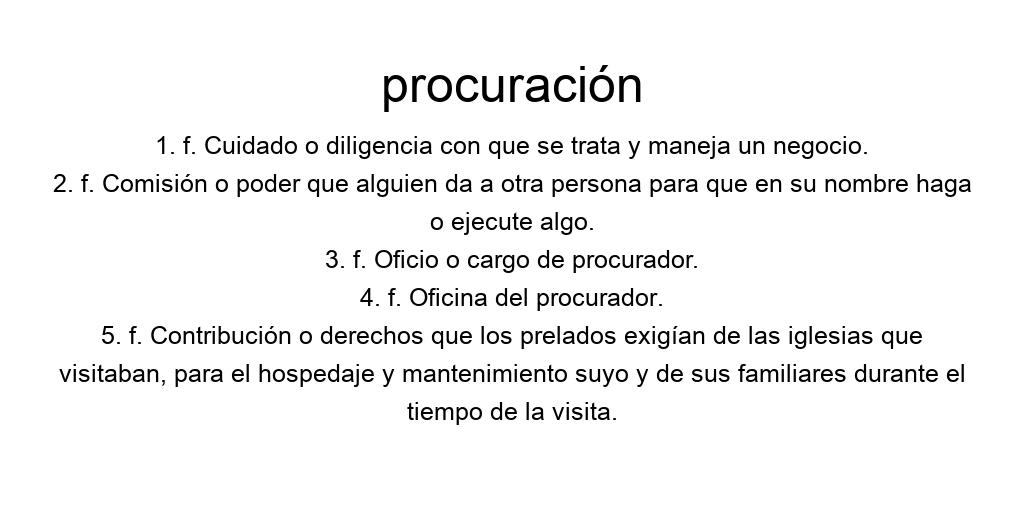 procuración
1. f. Cuidado o diligencia con que se trata y maneja un negocio.
2. f. Comisión o poder que alguien da a otra persona para que en su nombre haga
o ejecute algo.
3. f. Oficio o cargo de procurador.
4. f. Oficina del procurador.
5. f. Contribución o derechos que los prelados exigían de las iglesias que
visitaban, para el hospedaje y mantenimiento suyo y de sus familiares durante el
tiempo de la visita.